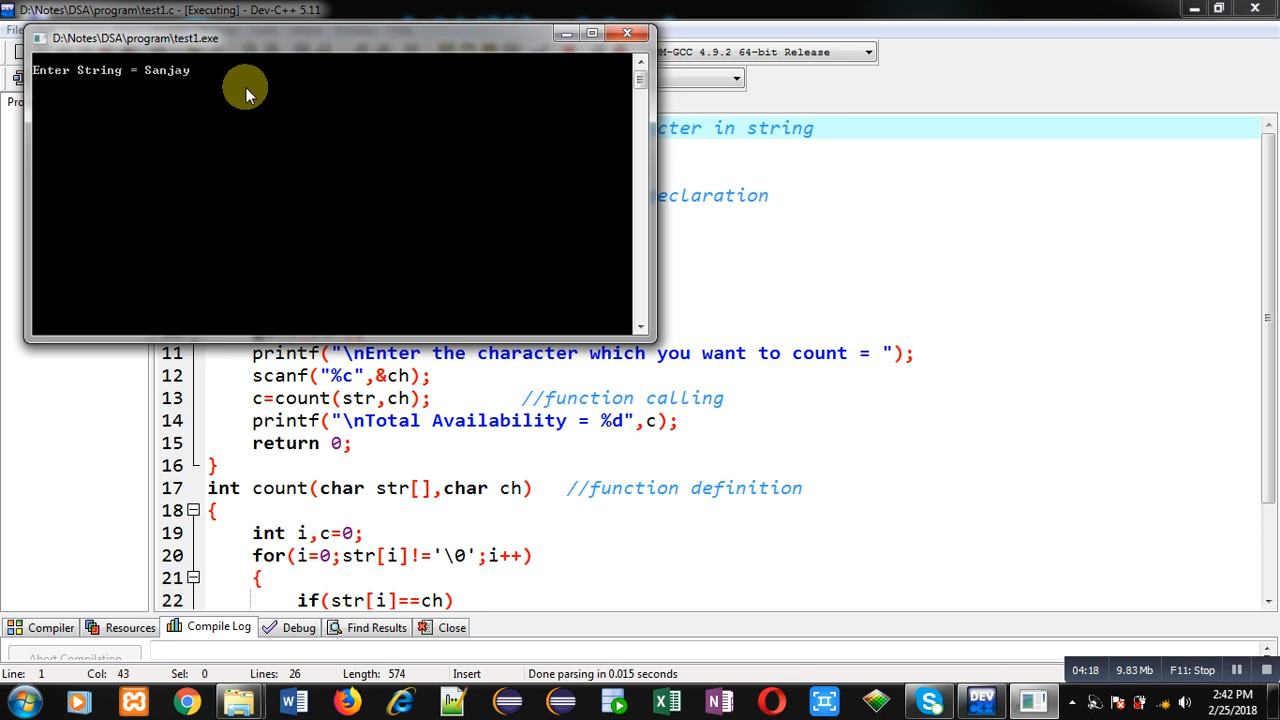 D:\Notes\DSA\program\test1.c - [Executing] - Dev-C++ 5.11
D:\Notes\DSA\program\test1.exe
Enter String = Sanjay
M-GCC 4.9.2 64-bit Release
cter in string
eclaration
11 printf("\nEnter the character which you want to count = ");
12 scanf("%c",&ch);
13 c=count(str,ch); //function calling
14 printf("\nTotal Availability = %d",c);
15 return 0;
16 }
17 int count(char str[],char ch) //function definition
18 {
19 int i,c=0;
20 for(i=0;str[i]!='\0';i++)
21 {
22 if(str[i]==ch)
Compiler Resources Compile Log Debug Find Results Close
Abort Compilation
Line: 1 Col: 43 Sel: 0 Lines: 26 Length: 574 Insert Done parsing in 0.015 seconds
04:18 9.83 Mb F11: Stop
2:42 PM
2/25/2018